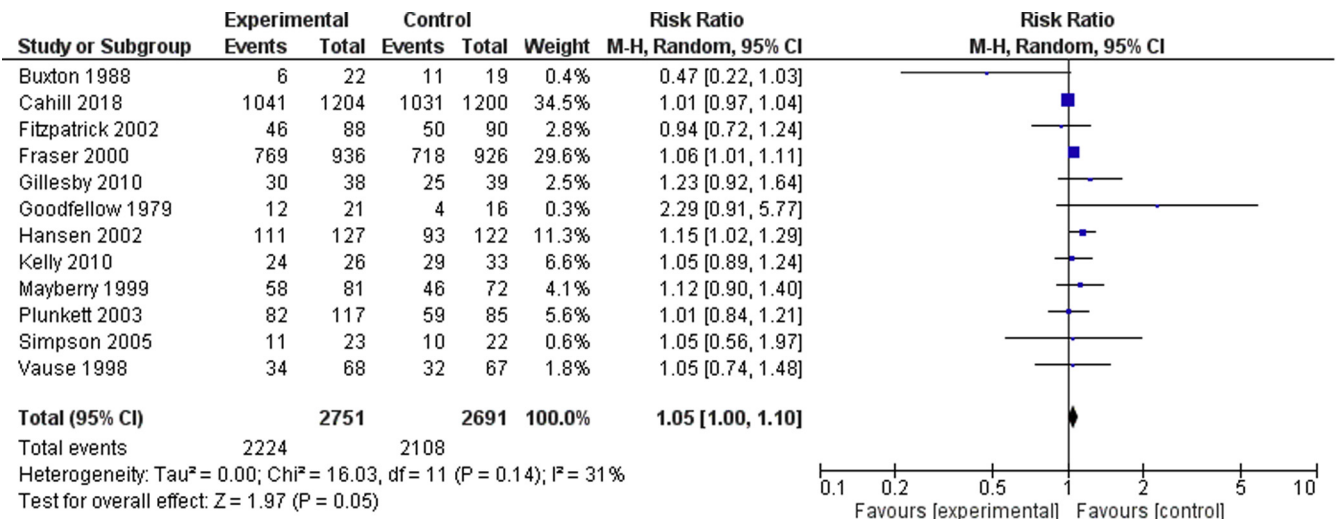 Experimental Control Risk Ratio Risk Ratio
Study or Subgroup Events Total Events Total Weight M-H, Random, 95% CI M-H, Random, 95% CI
Buxton 1988 6 22 11 19 0.4% 0.47 [0.22, 1.03]
Cahill 2018 1041 1204 1031 1200 34.5% 1.01 [0.97, 1.04]
Fitzpatrick 2002 46 88 50 90 2.8% 0.94 [0.72, 1.24]
Fraser 2000 769 936 718 926 29.6% 1.06 [1.01, 1.11]
Gillesby 2010 30 38 25 39 2.5% 1.23 [0.92, 1.64]
Goodfellow 1979 12 21 4 16 0.3% 2.29 [0.91, 5.77]
Hansen 2002 111 127 93 122 11.3% 1.15 [1.02, 1.29]
Kelly 2010 24 26 29 33 6.6% 1.05 [0.89, 1.24]
Mayberry 1999 58 81 46 72 4.1% 1.12 [0.90, 1.40]
Plunkett 2003 82 117 59 85 5.6% 1.01 [0.84, 1.21]
Simpson 2005 11 23 10 22 0.6% 1.05 [0.56, 1.97]
Vause 1998 34 68 32 67 1.8% 1.05 [0.74, 1.48]
Total (95% CI) 2751 2691 100.0% 1.05 [1.00, 1.10]
Total events 2224 2108
Heterogeneity: Tau² = 0.00; Chi² = 16.03, df = 11 (P = 0.14); I² = 31%
Test for overall effect: Z = 1.97 (P = 0.05)
0.1 0.2 0.5 1 2 5 10
Favours [experimental] Favours [control]